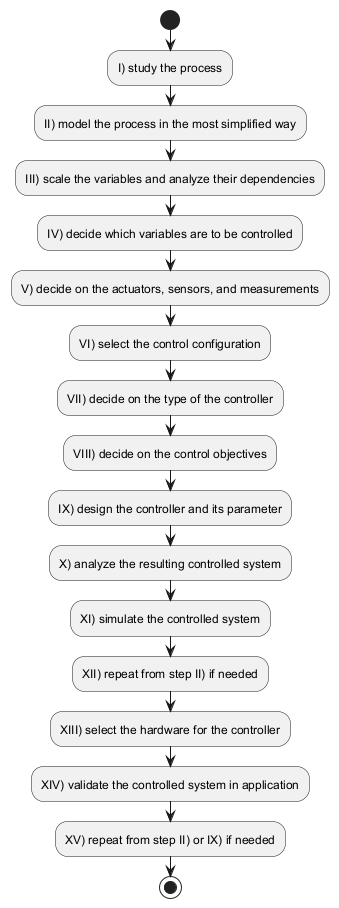 I) study the process
II) model the process in the most simplified way
III) scale the variables and analyze their dependencies
IV) decide which variables are to be controlled
V) decide on the actuators, sensors, and measurements
VI) select the control configuration
VII) decide on the type of the controller
VIII) decide on the control objectives
IX) design the controller and its parameter
X) analyze the resulting controlled system
XI) simulate the controlled system
XII) repeat from step II) if needed
XIII) select the hardware for the controller
XIV) validate the controlled system in application
XV) repeat from step II) or IX) if needed